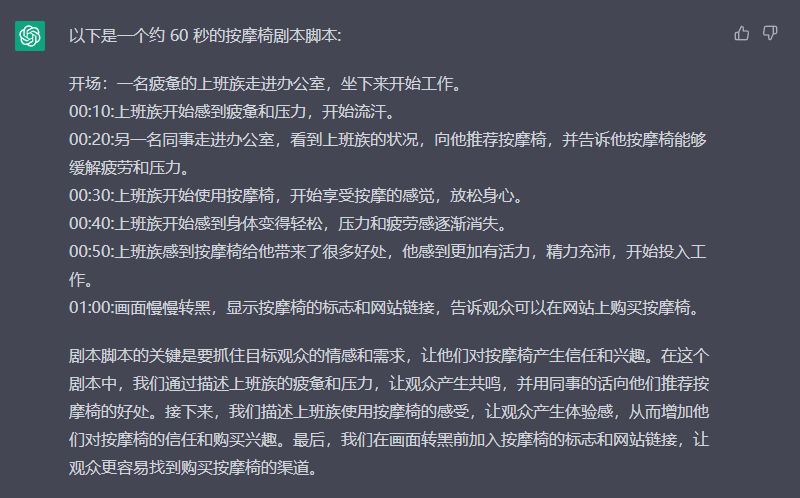 以下是一个约 60 秒的按摩椅剧本脚本:
开场：一名疲惫的上班族走进办公室，坐下来开始工作。
00:10:上班族开始感到疲惫和压力，开始流汗。
00:20:另一名同事走进办公室，看到上班族的状况，向他推荐按摩椅，并告诉他按摩椅能够
缓解疲劳和压力。
00:30:上班族开始使用按摩椅，开始享受按摩的感觉，放松身心。
00:40:上班族开始感到身体变得轻松，压力和疲劳感逐渐消失。
00:50:上班族感到按摩椅给他带来了很多好处，他感到更加有活力，精力充沛，开始投入工
作。
01:00:画面慢慢转黑，显示按摩椅的标志和网站链接，告诉观众可以在网站上购买按摩椅。
剧本脚本的关键是要抓住目标观众的情感和需求，让他们对按摩椅产生信任和兴趣。在这个
剧本中，我们通过描述上班族的疲惫和压力，让观众产生共鸣，并用同事的话向他们推荐按
摩椅的好处。接下来，我们描述上班族使用按摩椅的感受，让观众产生体验感，从而增加他
们对按摩椅的信任和购买兴趣。最后，我们在画面转黑前加入按摩椅的标志和网站链接，让
观众更容易找到购买按摩椅的渠道。